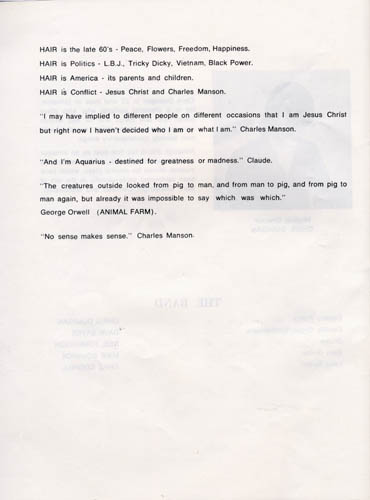 HAIR is the late 60's - Peace, Flowers, Freedom, Happiness.
HAIR is Politics - L.B.J., Tricky Dicky, Vietnam, Black Power.
HAIR is America - its parents and children.
HAIR is Conflict - Jesus Christ and Charles Manson.
"I may have implied to different people on different occasions that I am Jesus Christ
but right now I haven't decided who I am or what I am." Charles Manson.
"And I'm Aquarius - destined for greatness or madness." Claude.
"The creatures outside looked from pig to man, and from man to pig, and from pig to
man again, but already it was impossible to say which was which."
George Orwell (ANIMAL FARM).
"No sense makes sense." Charles Manson.
THE BAND